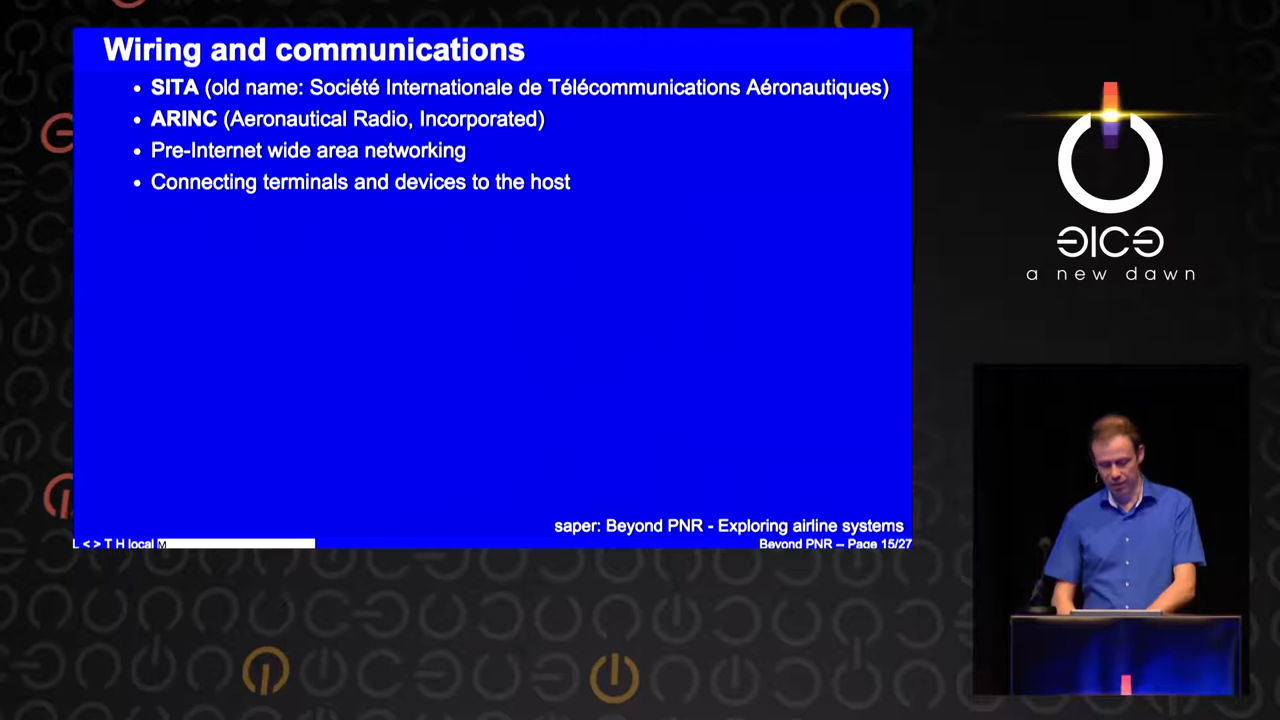 Wiring and communications
• SITA (old name: Société Internationale de Télécommunications Aéronautiques)
• ARINC (Aeronautical Radio, Incorporated)
• Pre-Internet wide area networking
• Connecting terminals and devices to the host
saper: Beyond PNR - Exploring airline systems
L < > T H local M
Beyond PNR – Page 15/27
a new dawn